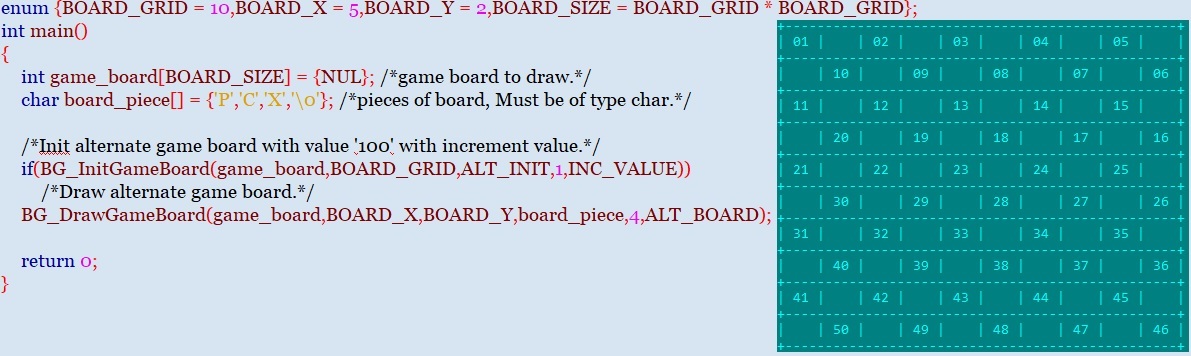 enum {BOARD_GRID = 10,BOARD_X = 5,BOARD_Y = 2,BOARD_SIZE = BOARD_GRID * BOARD_GRID};
int main()
{
int game_board[BOARD_SIZE] = {NUL}; /*game board to draw.*/
char board_piece[] = {'P','C','X','\0'}; /*pieces of board, Must be of type char.*/
/*Init alternate game board with value '100' with increment value.*/
if(BG_InitGameBoard(game_board,BOARD_GRID,ALT_INIT,1,INC_VALUE))
/*Draw alternate game board.*/
BG_DrawGameBoard(game_board,BOARD_X,BOARD_Y,board_piece,4,ALT_BOARD);
return 0;
}
01 02 03 04 05
10 09 08 07 06
11 12 13 14 15
20 19 18 17 16
21 22 23 24 25
30 29 28 27 26
31 32 33 34 35
40 39 38 37 36
41 42 43 44 45
50 49 48 47 46